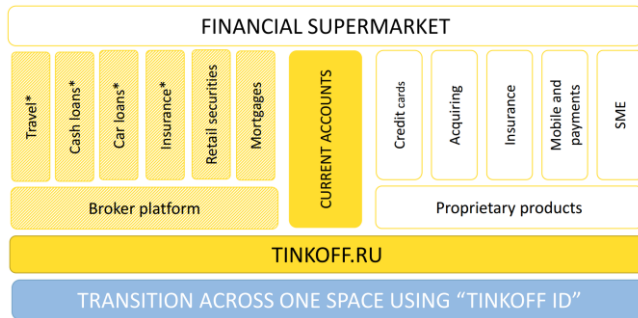 FINANCIAL SUPERMARKET
Travel*
Cash loans*
Car loans*
Insurance*
Retail securities
Mortgages
CURRENT ACCOUNTS
Credit cards
Acquiring
Insurance
Mobile and
payments
SME
Broker platform
Proprietary products
TINKOFF.RU
TRANSITION ACROSS ONE SPACE USING “TINKOFF ID”